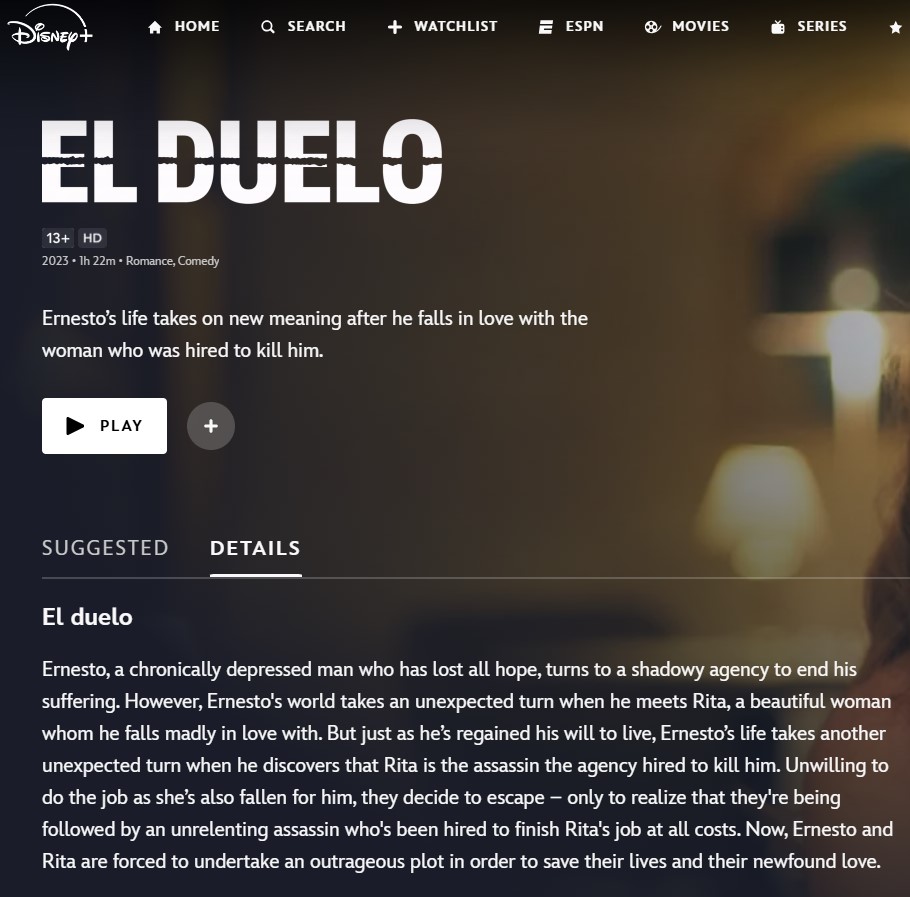 Disney+
HOME
SEARCH
WATCHLIST
ESPN
MOVIES
SERIES
EL DUELO
13+ HD
2023 • 1h 22m • Romance, Comedy
Ernesto’s life takes on new meaning after he falls in love with the
woman who was hired to kill him.
PLAY
SUGGESTED
DETAILS
El duelo
Ernesto, a chronically depressed man who has lost all hope, turns to a shadowy agency to end his
suffering. However, Ernesto's world takes an unexpected turn when he meets Rita, a beautiful woman
whom he falls madly in love with. But just as he’s regained his will to live, Ernesto’s life takes another
unexpected turn when he discovers that Rita is the assassin the agency hired to kill him. Unwilling to
do the job as she’s also fallen for him, they decide to escape – only to realize that they're being
followed by an unrelenting assassin who's been hired to finish Rita's job at all costs. Now, Ernesto and
Rita are forced to undertake an outrageous plot in order to save their lives and their newfound love.